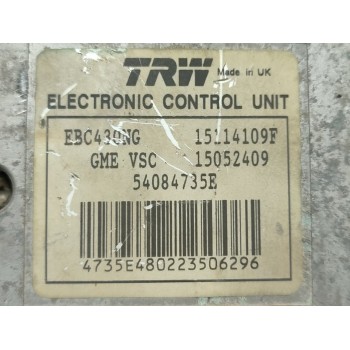 TRW Made in UK
ELECTRONIC CONTROL UNIT
EBC430NG 15114109F
GME VSC 15052409
54084735E
4735E480223506296